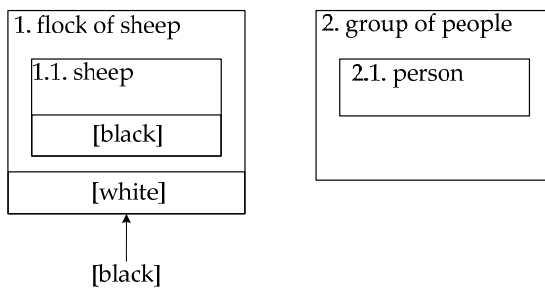 1. flock of sheep
1.1. sheep
[black]
[white]
[black]
2. group of people
2.1. person